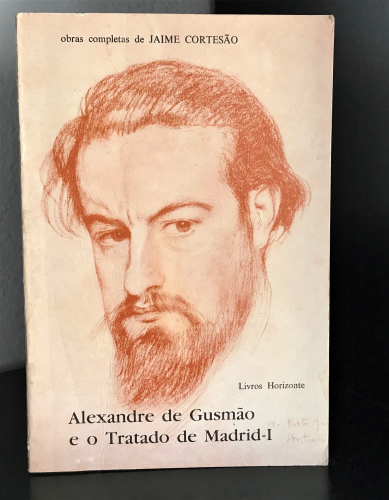 obras completas de JAIME CORTESÃO
Livros Horizonte
Alexandre de Gusmão
e o Tratado de Madrid-I